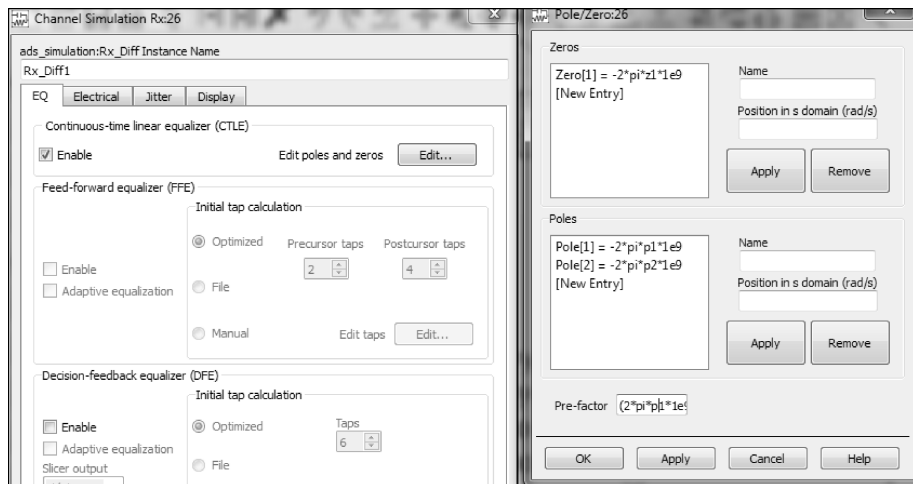 Channel Simulation Rx:26
ads_simulation:Rx_Diff Instance Name
Rx_Diff1
EQ Electrical Jitter Display
Continuous-time linear equalizer (CTLE)
Enable Edit poles and zeros Edit...
Feed-forward equalizer (FFE)
Initial tap calculation
Optimized Precursor taps Postcursor taps
2 4
Enable
Adaptive equalization
File
Manual Edit taps Edit...
Decision-feedback equalizer (DFE)
Initial tap calculation
Enable
Optimized Taps
6
Adaptive equalization
Slicer output
File
Pole/Zero:26
Zeros
Zero[1] = -2*pi*z1*1e9
[New Entry]
Name
Position in s domain (rad/s)
Apply Remove
Poles
Pole[1] = -2*pi*p1*1e9
Pole[2] = -2*pi*p2*1e9
[New Entry]
Name
Position in s domain (rad/s)
Apply Remove
Pre-factor (2*pi*p1*1e9
OK Apply Cancel Help